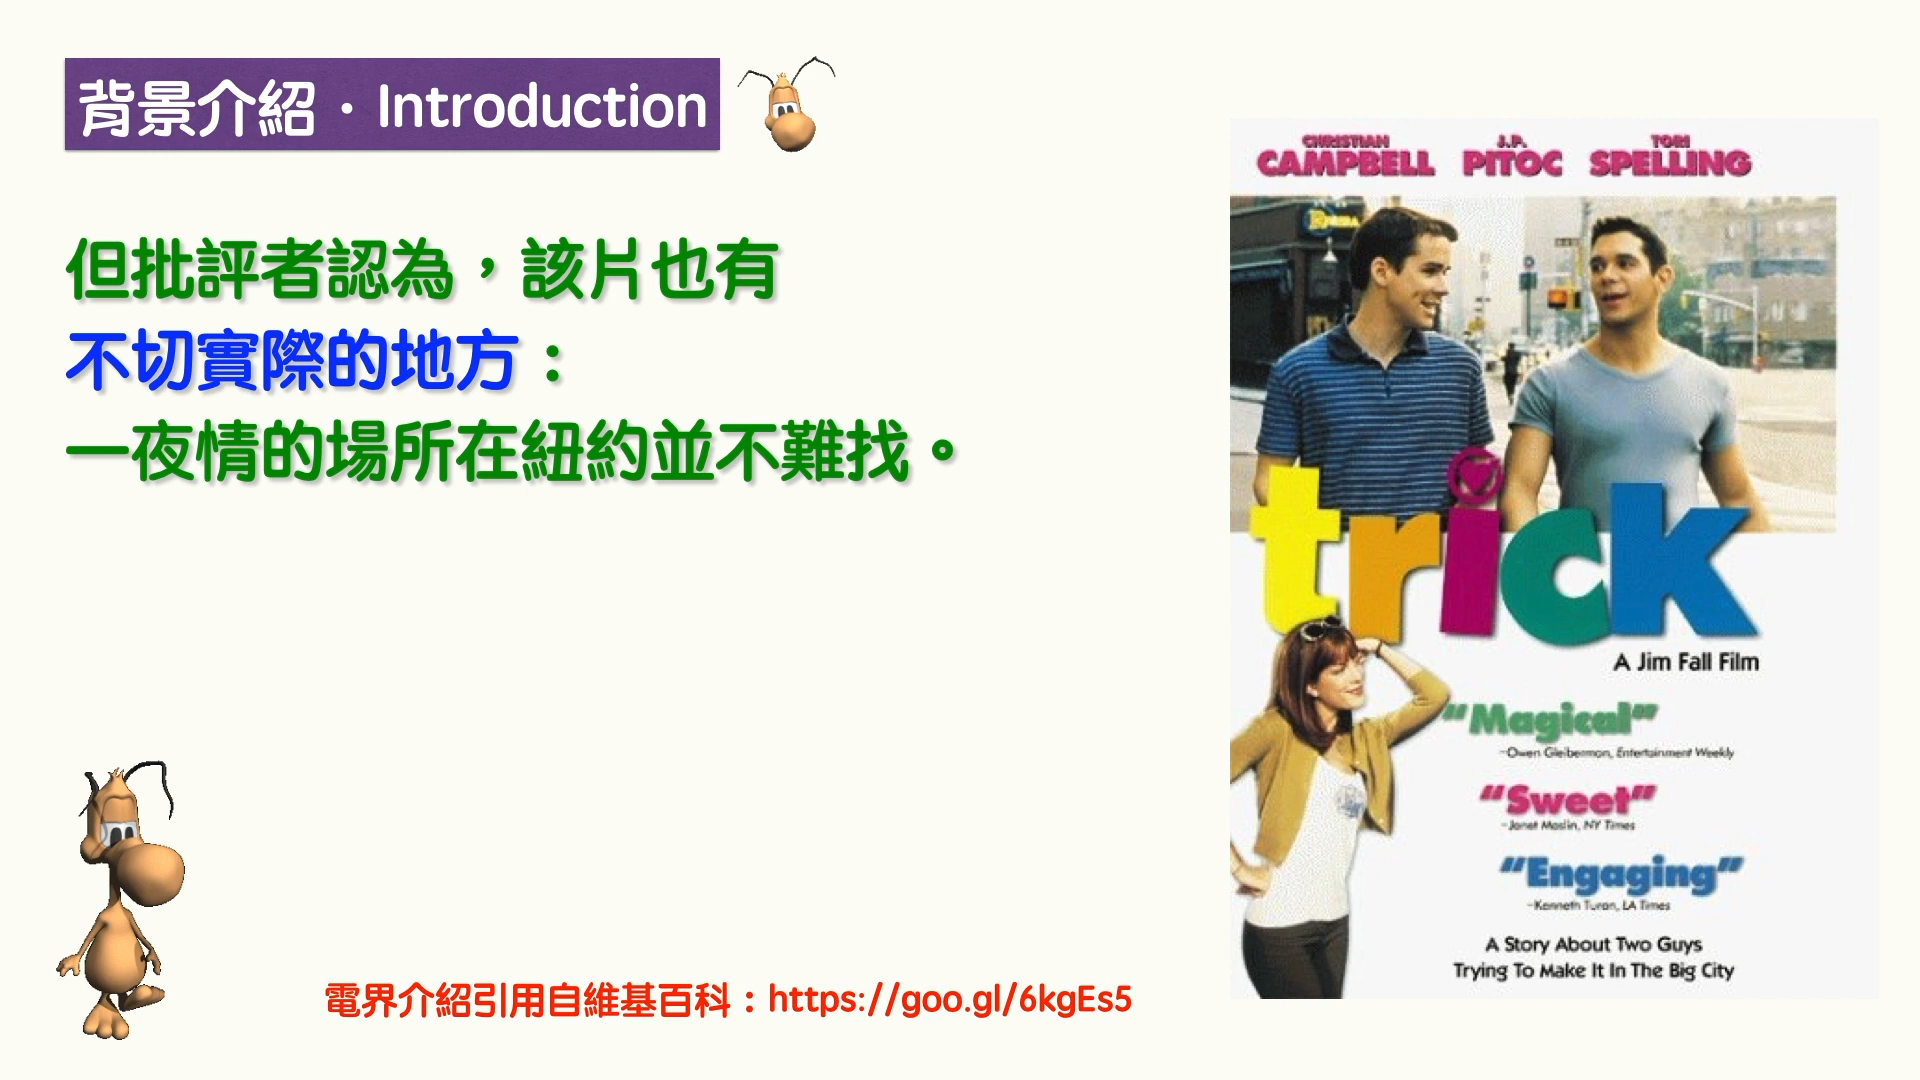 背景介紹．Introduction
但批評者認為，該片也有
不切實際的地方：
一夜情的場所在紐約並不難找。
電界介紹引用自維基百科：https://goo.gl/6kgEs5
CHRISTIAN CAMPBELL
J.P. PITOC
TORI SPELLING
trick
A Jim Fall Film
"Magical"
-Owen Gleiberman, Entertainment Weekly
"Sweet"
-Janet Maslin, NY Times
"Engaging"
-Kenneth Turan, LA Times
A Story About Two Guys
Trying To Make It In The Big City